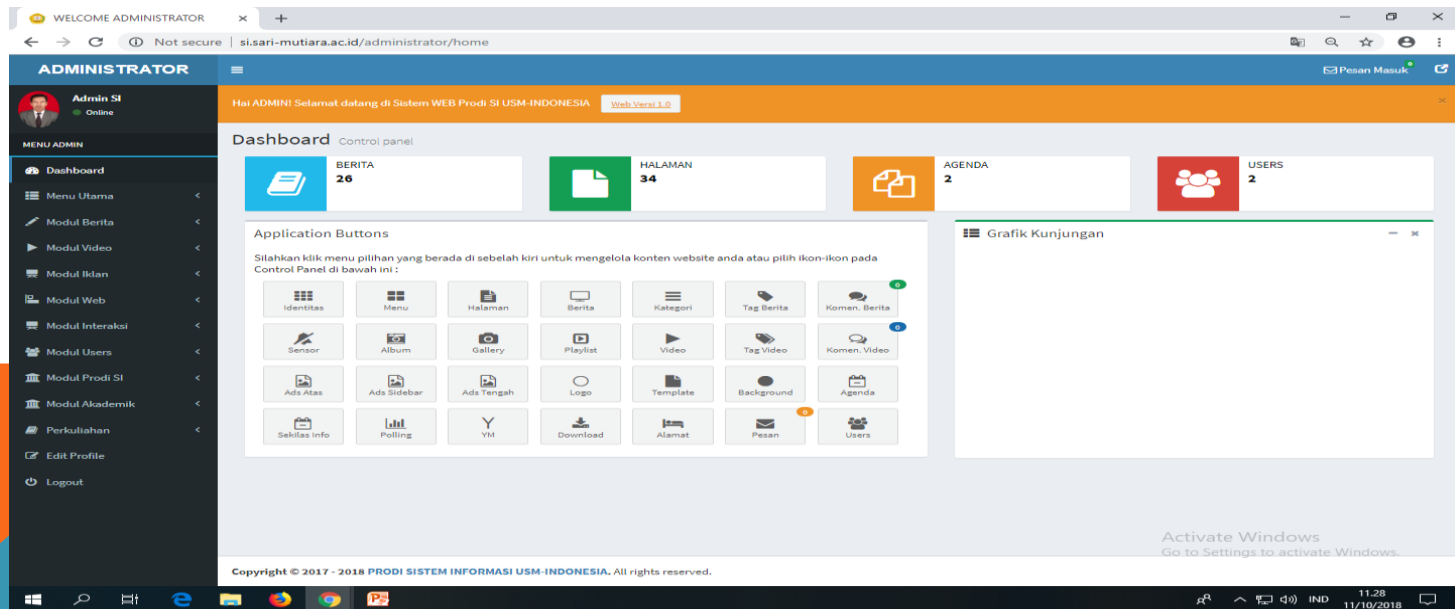 WELCOME ADMINISTRATOR
Not secure | si.sari-mutiara.ac.id/administrator/home
ADMINISTRATOR
Pesan Masuk
Admin SI
Online
Hai ADMIN! Selamat datang di Sistem WEB Prodi SI USM-INDONESIA Web Versi 1.0
MENU ADMIN
Dashboard
Menu Utama
Modul Berita
Modul Video
Modul Iklan
Modul Web
Modul Interaksi
Modul Users
Modul Prodi SI
Modul Akademik
Perkuliahan
Edit Profile
Logout
Dashboard Control panel
BERITA
26
HALAMAN
34
AGENDA
2
USERS
2
Application Buttons
Silahkan klik menu pilihan yang berada di sebelah kiri untuk mengelola konten website anda atau pilih ikon-ikon pada
Control Panel di bawah ini :
0
Identitas Menu Halaman Berita Kategori Tag Berita Komen. Berita
0
Sensor Album Gallery Playlist Video Tag Video Komen. Video
Ads Atas Ads Sidebar Ads Tengah Logo Template Background Agenda
0
Sekilas Info Polling YM Download Alamat Pesan Users
Grafik Kunjungan
Activate Windows
Go to Settings to activate Windows.
Copyright © 2017 - 2018 PRODI SISTEM INFORMASI USM-INDONESIA. All rights reserved.
IND
11.28
11/10/2018